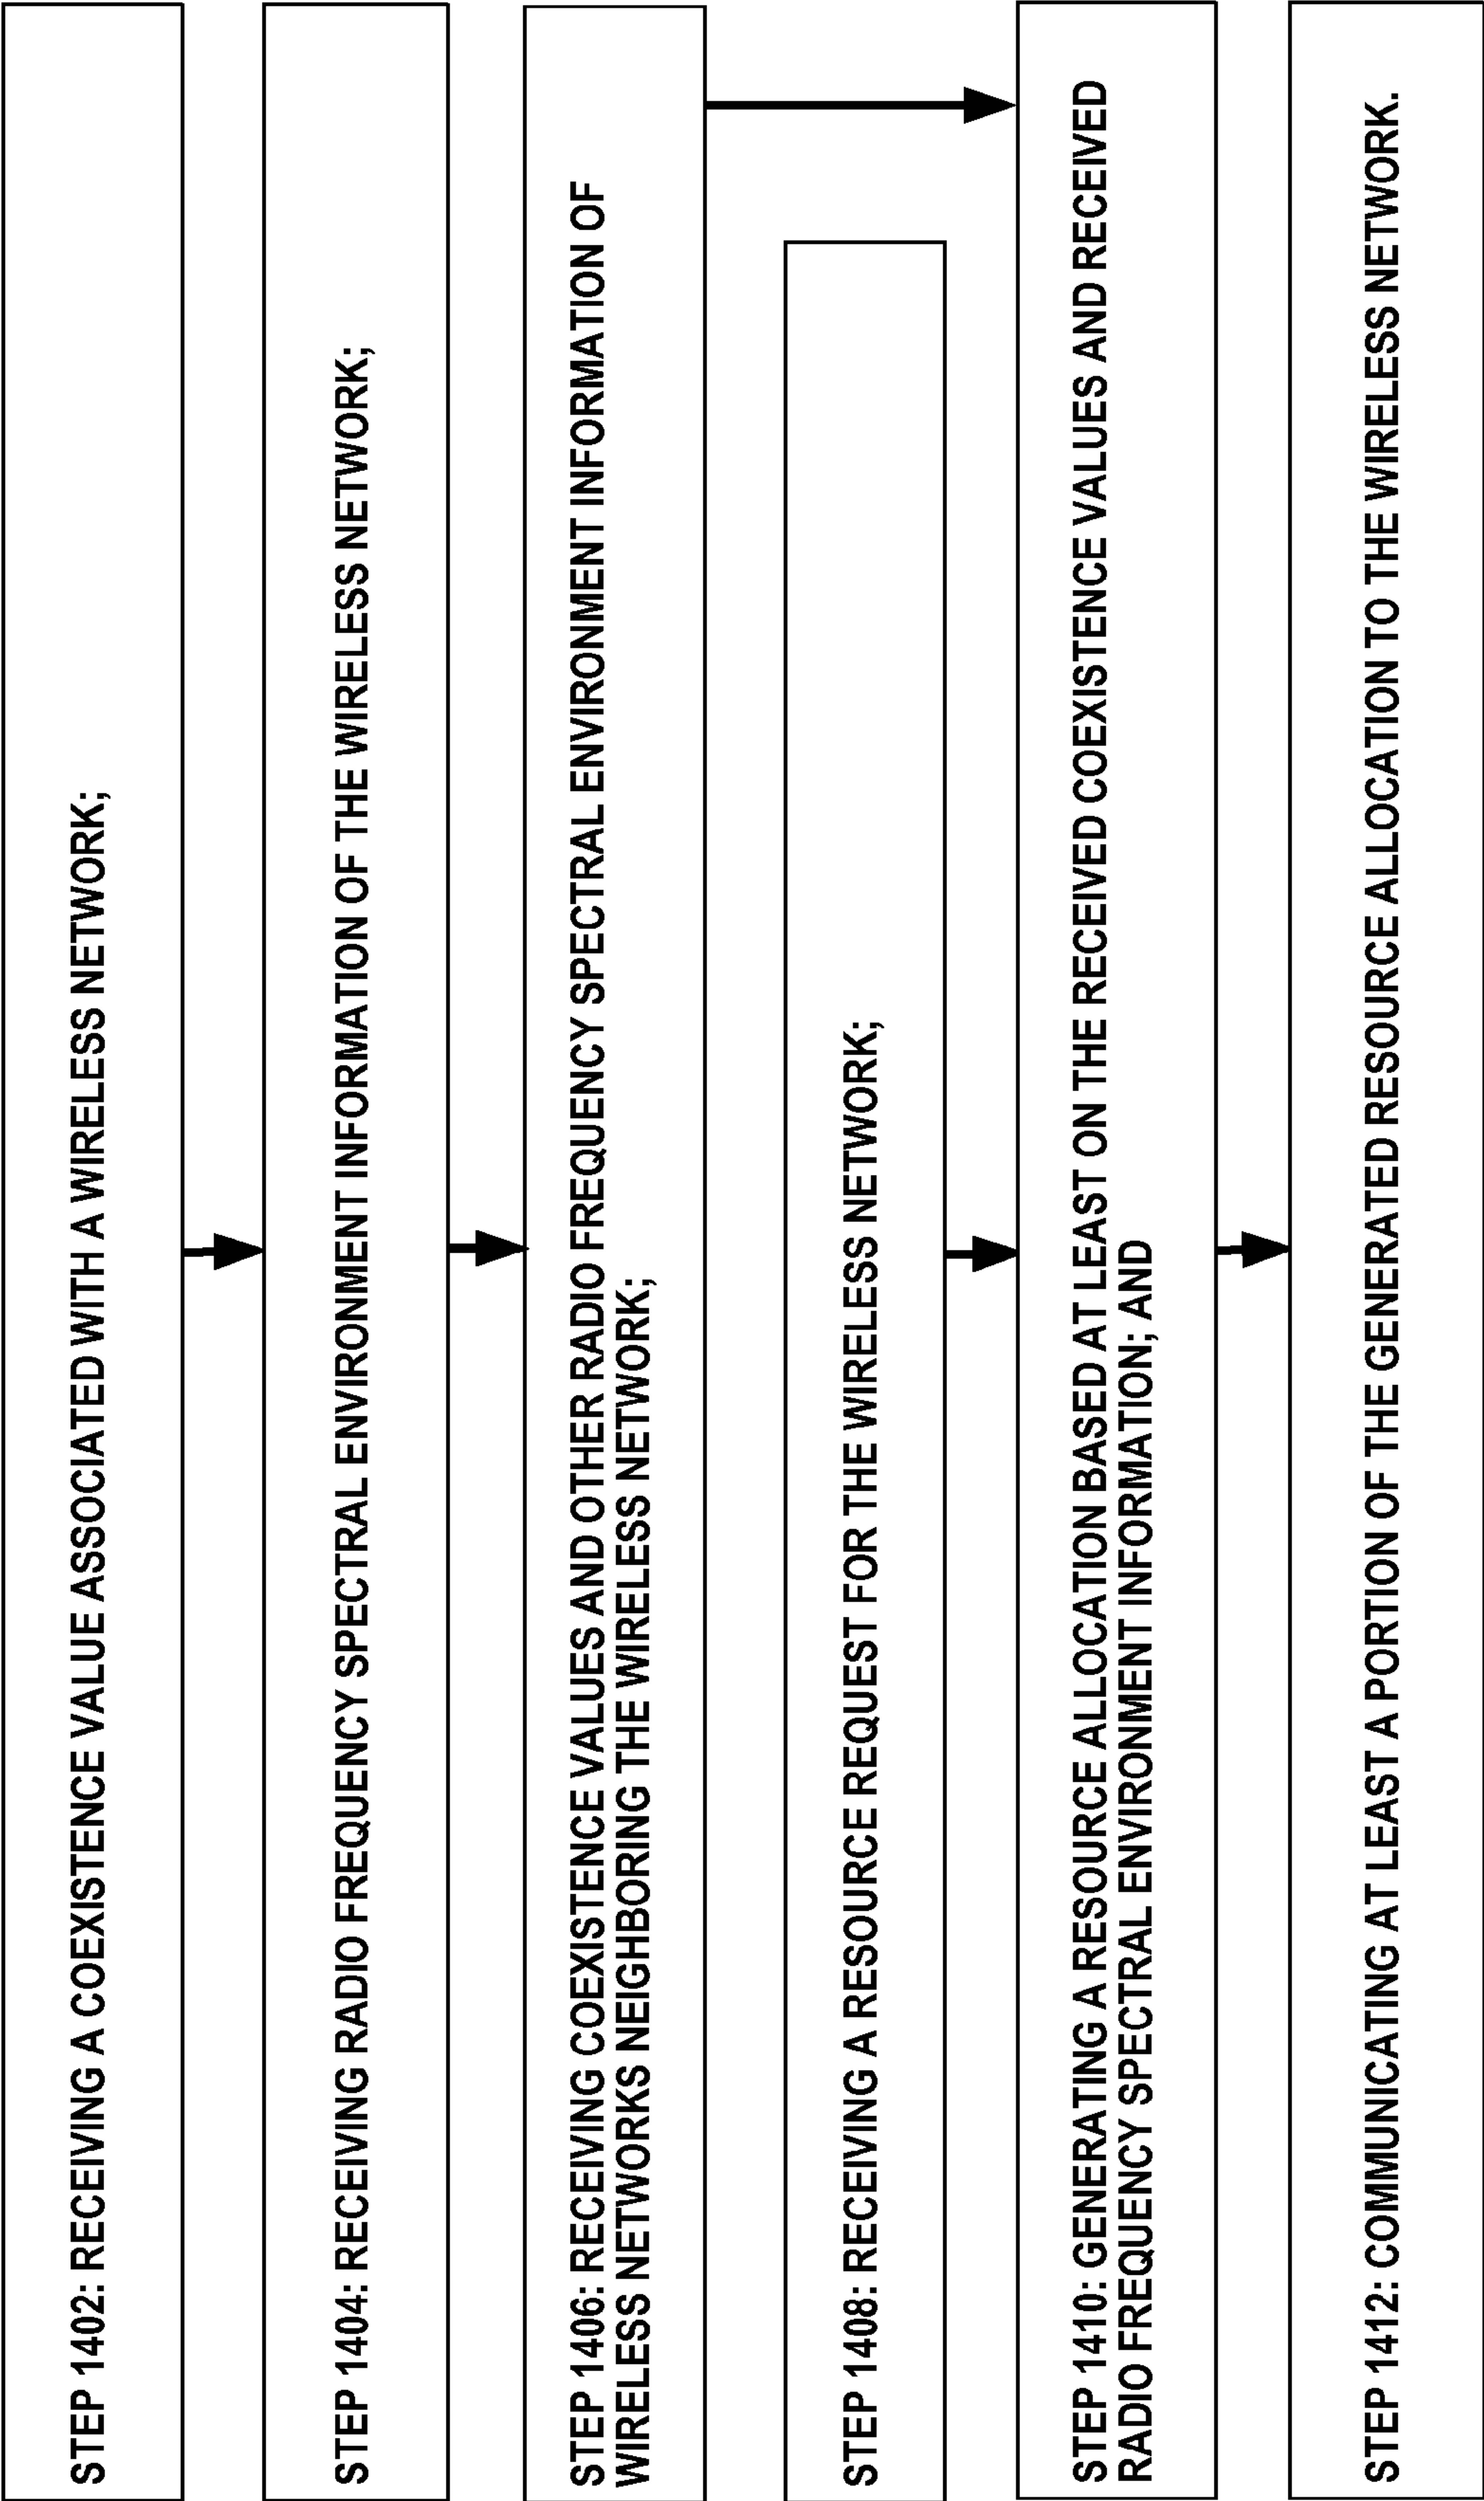 STEP 1402: RECEIVING A COEXISTENCE VALUE ASSOCIATED WITH A WIRELESS NETWORK;
STEP 1404: RECEIVING RADIO FREQUENCY SPECTRAL ENVIRONMENT INFORMATION OF THE WIRELESS NETWORK;
STEP 1406: RECEIVING COEXISTENCE VALUES AND OTHER RADIO FREQUENCY SPECTRAL ENVIRONMENT INFORMATION OF
WIRELESS NETWORKS NEIGHBORING THE WIRELESS NETWORK;
STEP 1408: RECEIVING A RESOURCE REQUEST FOR THE WIRELESS NETWORK;
STEP 1410: GENERATING A RESOURCE ALLOCATION BASED AT LEAST ON THE RECEIVED COEXISTENCE VALUES AND RECEIVED
RADIO FREQUENCY SPECTRAL ENVIRONMENT INFORMATION; AND
STEP 1412: COMMUNICATING AT LEAST A PORTION OF THE GENERATED RESOURCE ALLOCATION TO THE WIRELESS NETWORK.